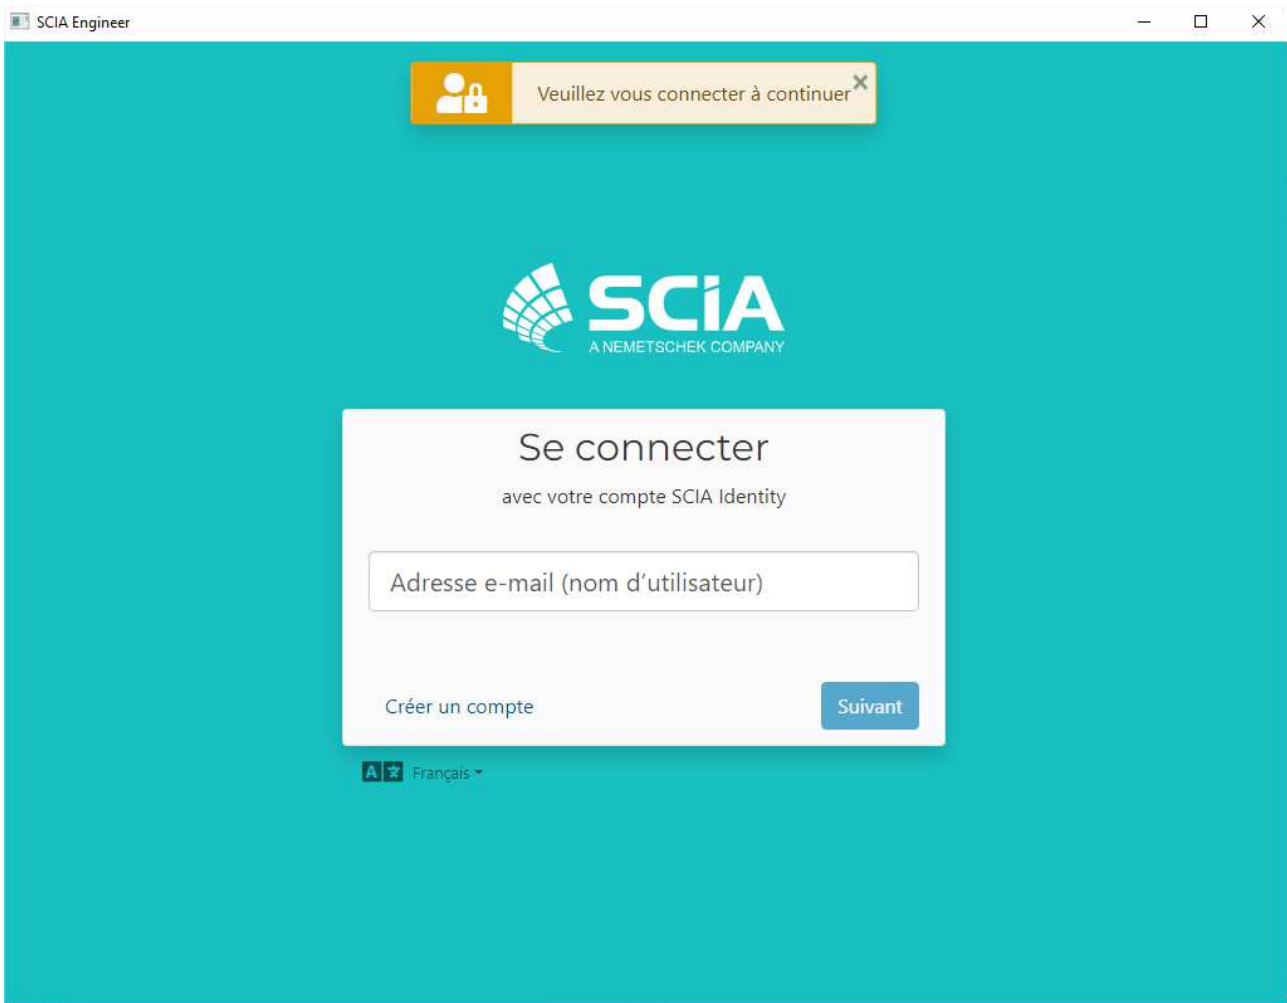 SCIA Engineer
Veuillez vous connecter à continuer
SCiA
A NEMETSCHEK COMPANY
Se connecter
avec votre compte SCIA Identity
Adresse e-mail (nom d'utilisateur)
Créer un compte
Suivant
Français